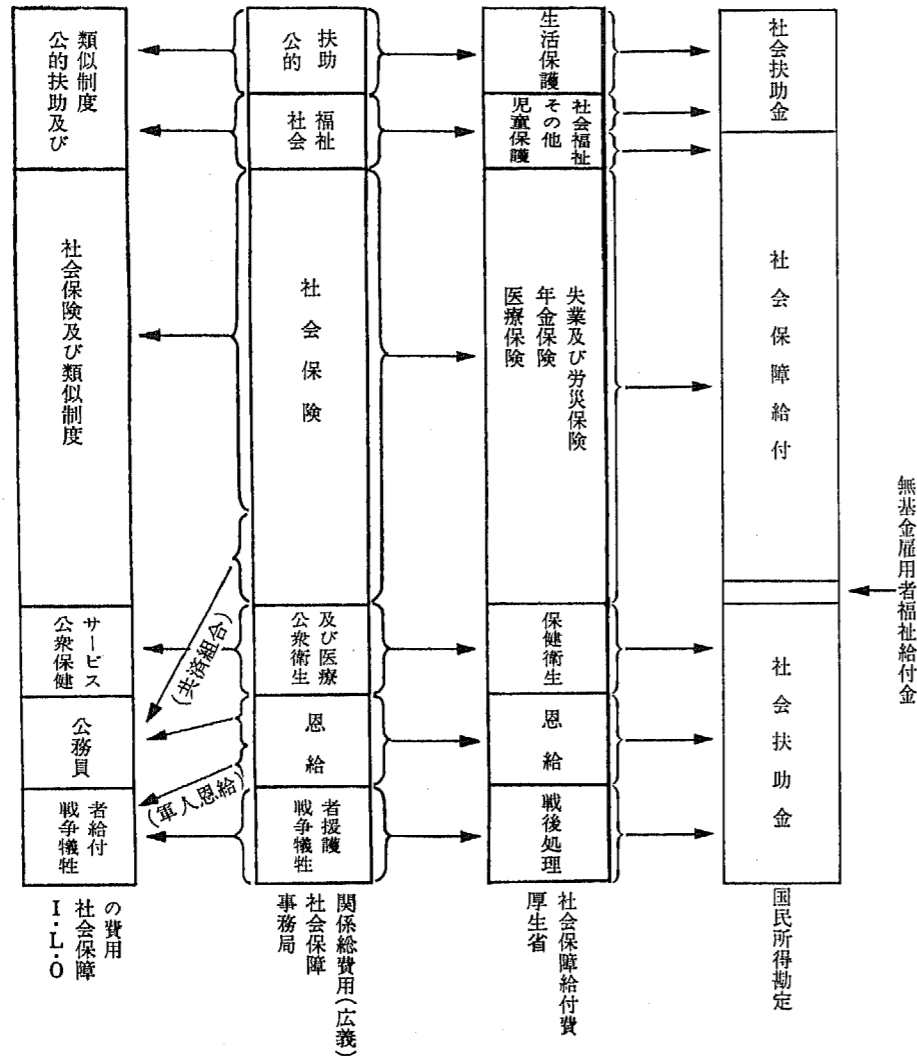 公的扶助及び
類似制度
社会保険及び類似制度
公衆保健
サービス
公務員
戦争犠牲
者給付
I・L・O
社会保障
の費用
公的
扶助
社会
福祉
社会保険
(共済組合)
公衆衛生
及び医療
恩給
(軍人恩給)
戦争犠牲
者援護
事務局
社会保障
関係総費用(広義)
生活保護
児童保護
その他
社会福祉
医療保険
年金保険
失業及び労災保険
保健衛生
恩給
戦後処理
厚生省
社会保障給付費
社会扶助金
社会保障給付
社会扶助金
国民所得勘定
無基金雇用者福祉給付金